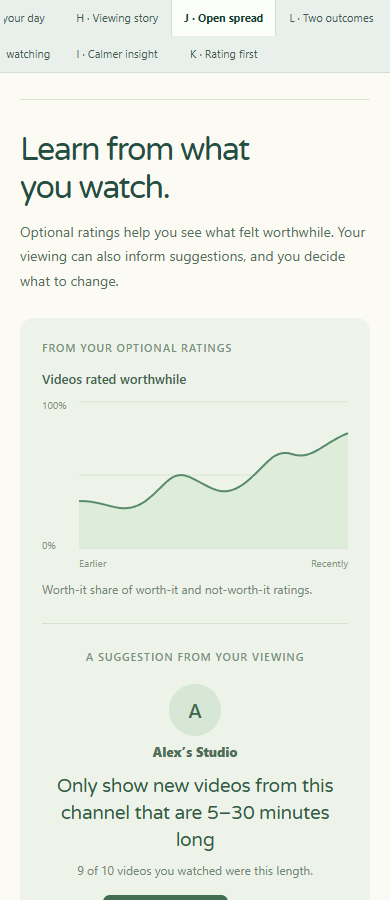 your day
H · Viewing story
J · Open spread
L · Two outcomes
watching
I · Calmer insight
K · Rating first
Learn from what
you watch.
Optional ratings help you see what felt worthwhile. Your
viewing can also inform suggestions, and you decide
what to change.
FROM YOUR OPTIONAL RATINGS
Videos rated worthwhile
100%
0%
Earlier
Recently
Worth-it share of worth-it and not-worth-it ratings.
A SUGGESTION FROM YOUR VIEWING
A
Alex's Studio
Only show new videos from this
channel that are 5–30 minutes
long
9 of 10 videos you watched were this length.